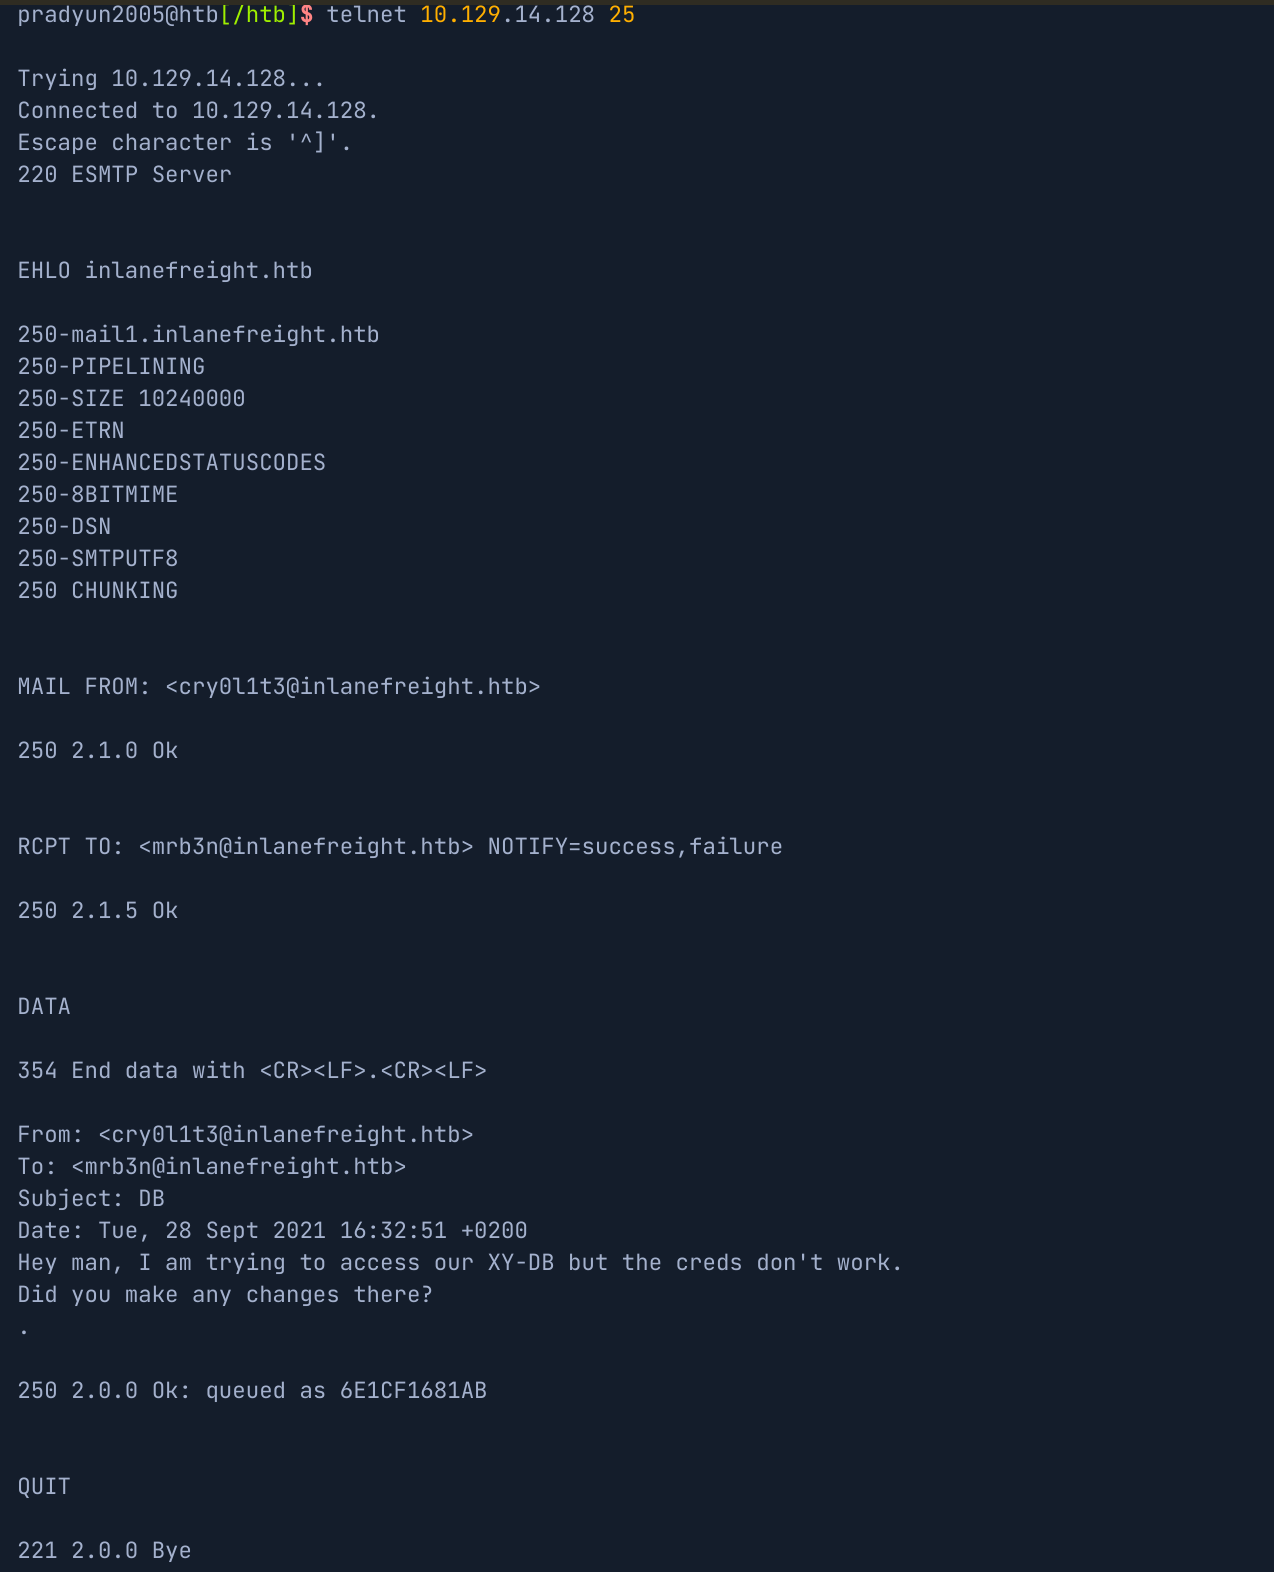 pradyun2005@htb[/htb]$ telnet 10.129.14.128 25
Trying 10.129.14.128...
Connected to 10.129.14.128.
Escape character is '^]'.
220 ESMTP Server
EHLO inlanefreight.htb
250-mail1.inlanefreight.htb
250-PIPELINING
250-SIZE 10240000
250-ETRN
250-ENHANCEDSTATUSCODES
250-8BITMIME
250-DSN
250-SMTPUTF8
250 CHUNKING
MAIL FROM: <cry0l1t3@inlanefreight.htb>
250 2.1.0 Ok
RCPT TO: <mrb3n@inlanefreight.htb> NOTIFY=success,failure
250 2.1.5 Ok
DATA
354 End data with <CR><LF>.<CR><LF>
From: <cry0l1t3@inlanefreight.htb>
To: <mrb3n@inlanefreight.htb>
Subject: DB
Date: Tue, 28 Sept 2021 16:32:51 +0200
Hey man, I am trying to access our XY-DB but the creds don't work.
Did you make any changes there?
.
250 2.0.0 Ok: queued as 6E1CF1681AB
QUIT
221 2.0.0 Bye